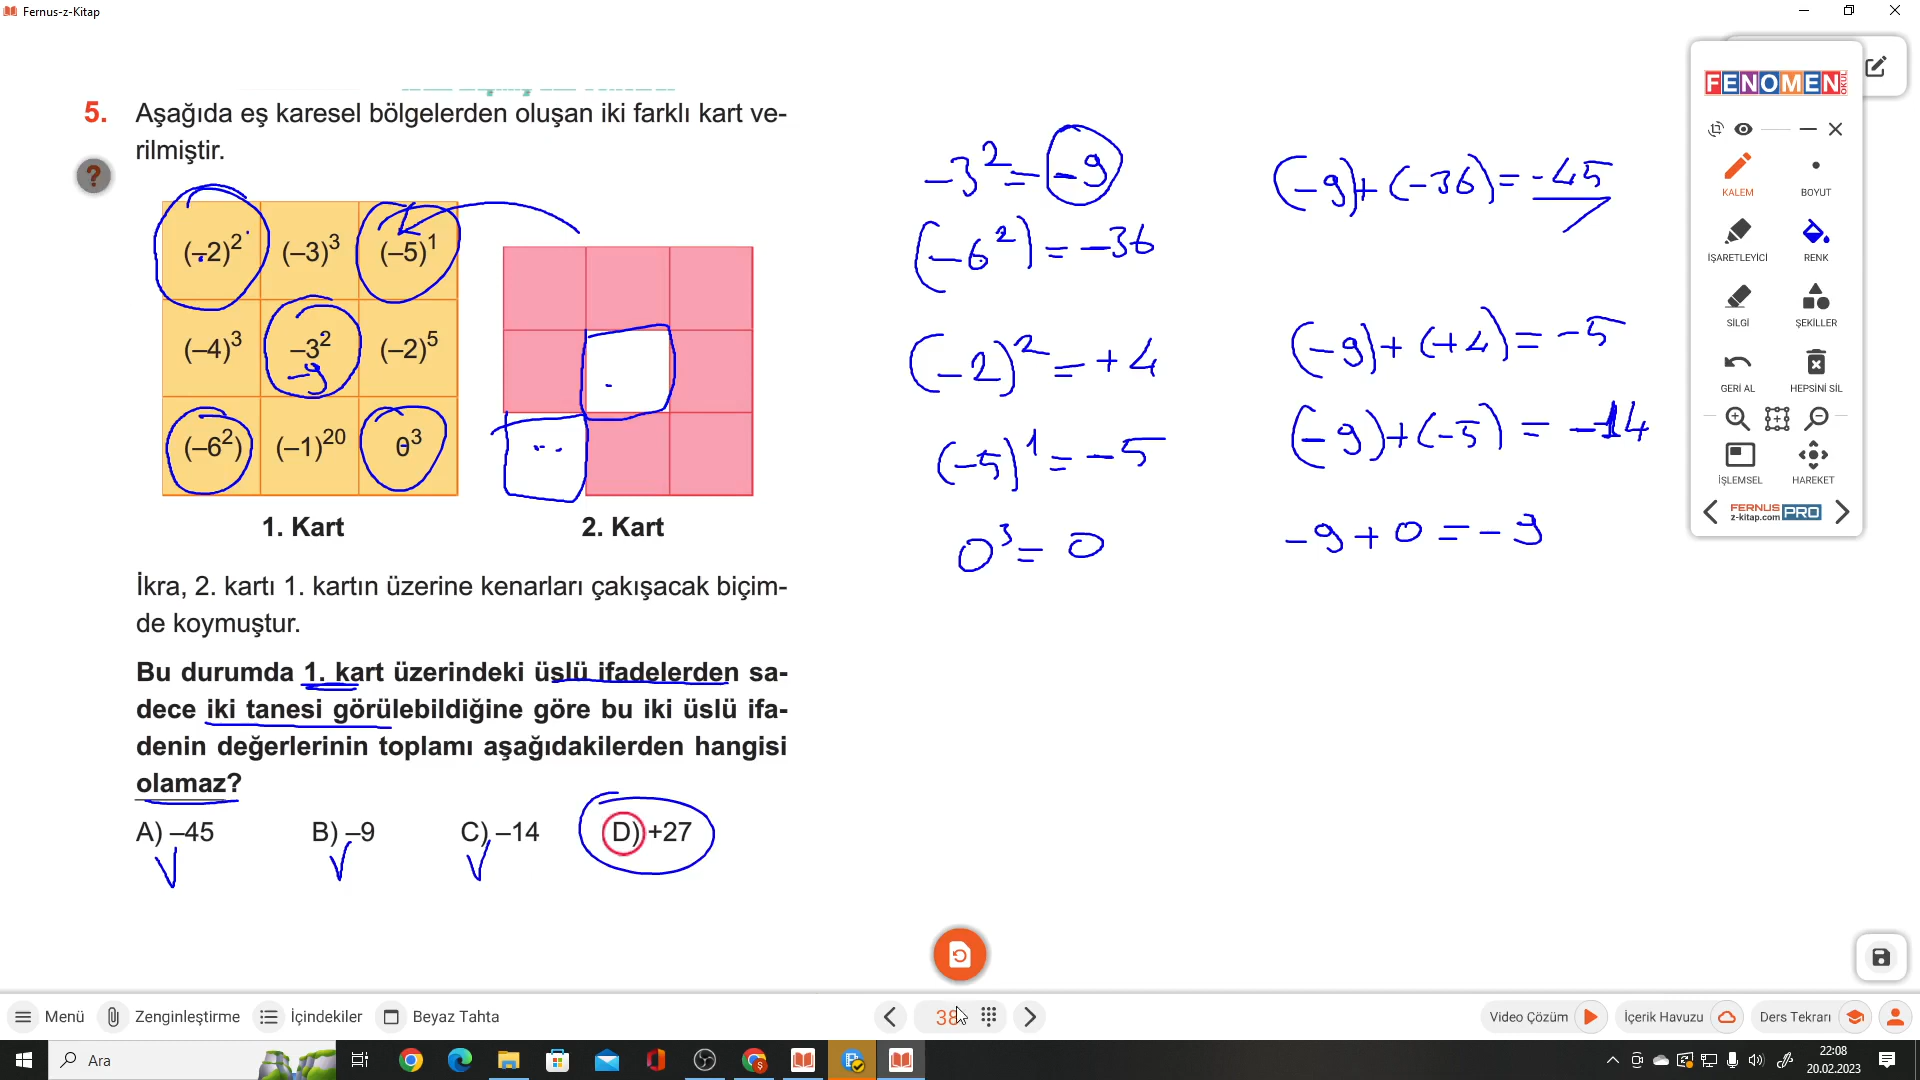 Fernus-z-Kitap
5. Aşağıda eş karesel bölgelerden oluşan iki farklı kart ve-
rilmiştir.
(–2)² (–3)³ (–5)¹
(–4)³ –3² (–2)⁵
-9
(–6²) (–1)²⁰ 0³
1. Kart 2. Kart
İkra, 2. kartı 1. kartın üzerine kenarları çakışacak biçim-
de koymuştur.
Bu durumda 1. kart üzerindeki üslü ifadelerden sa-
dece iki tanesi görülebildiğine göre bu iki üslü ifa-
denin değerlerinin toplamı aşağıdakilerden hangisi
olamaz?
A) –45 B) –9 C) –14 D) +27
-3² = -9
(-6²) = -36
(-2)² = +4
(-5)¹ = -5
0³ = 0
(-9)+(-36)=-45
(-9)+(+4)=-5
(-9)+(-5)=-14
-9+0=-9
FENOMEN OKUL
KALEM BOYUT
İŞARETLEYİCİ RENK
SİLGİ ŞEKİLLER
GERİ AL HEPSİNİ SİL
İŞLEMSEL HAREKET
FERNUS
z-kitap.com PRO
Menü Zenginleştirme İçindekiler Beyaz Tahta 38 Video Çözüm İçerik Havuzu Ders Tekrarı
Ara
22:08
20.02.2023